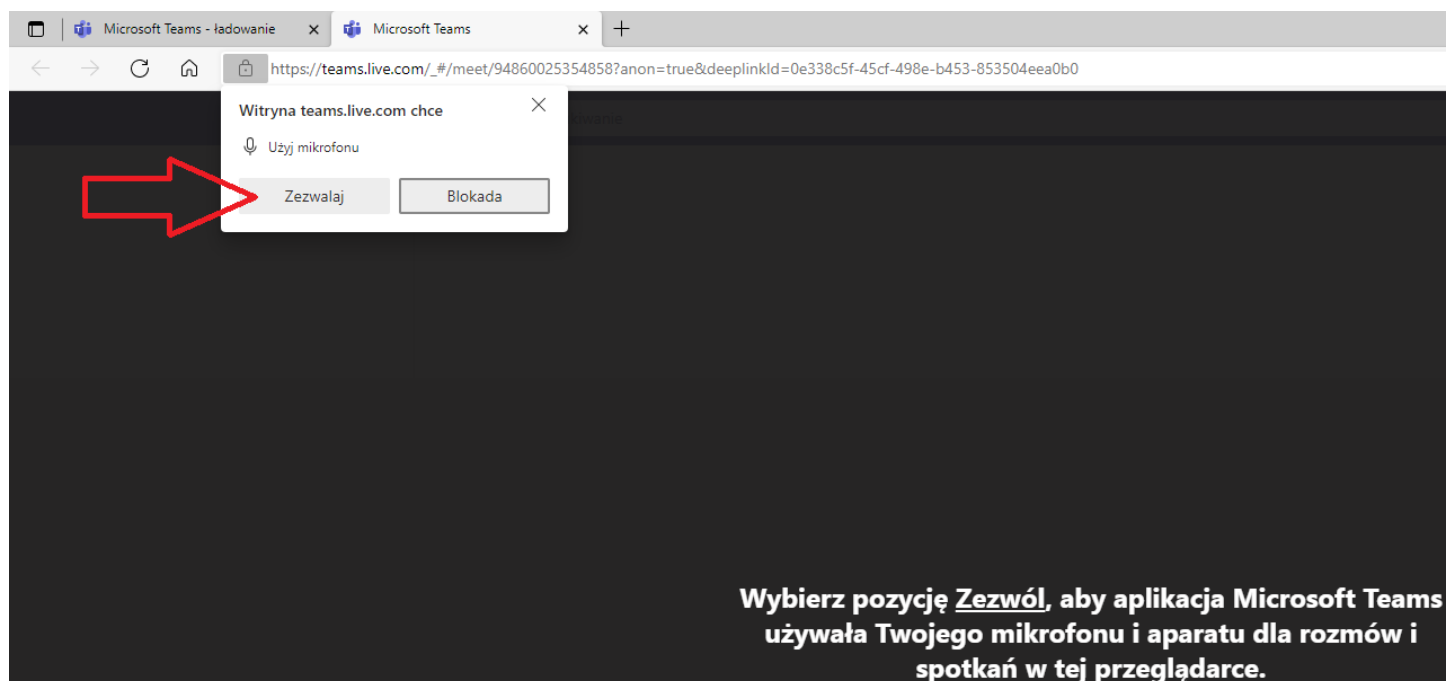 Microsoft Teams - ładowanie
Microsoft Teams
https://teams.live.com/_#/meet/94860025354858?anon=true&deeplinkId=0e338c5f-45cf-498e-b453-853504eea0b0
Witryna teams.live.com chce
Użyj mikrofonu
Zezwalaj
Blokada
Wybierz pozycję Zezwól, aby aplikacja Microsoft Teams
używała Twojego mikrofonu i aparatu dla rozmów i
spotkań w tej przeglądarce.